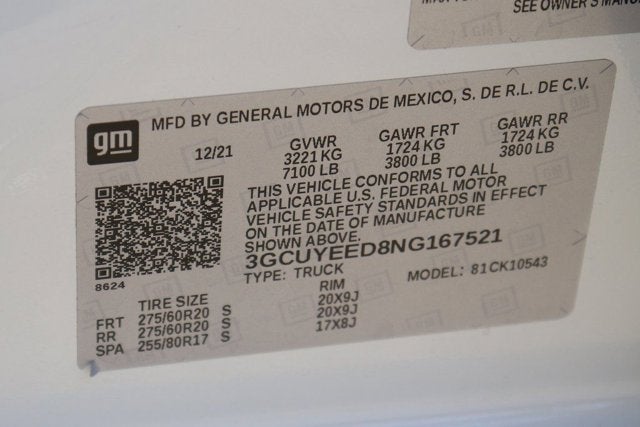 SEE OWNER'S MANUAL
gm
MFD BY GENERAL MOTORS DE MEXICO, S. DE R.L. DE C.V.
12/21
GVWR GAWR FRT GAWR RR
3221 KG 1724 KG 1724 KG
7100 LB 3800 LB 3800 LB
THIS VEHICLE CONFORMS TO ALL
APPLICABLE U.S. FEDERAL MOTOR
VEHICLE SAFETY STANDARDS IN EFFECT
ON THE DATE OF MANUFACTURE
SHOWN ABOVE.
3GCUYEED8NG167521
TYPE: TRUCK MODEL: 81CK10543
8624
TIRE SIZE RIM
FRT 275/60R20 S 20X9J
RR 275/60R20 S 20X9J
SPA 255/80R17 S 17X8J